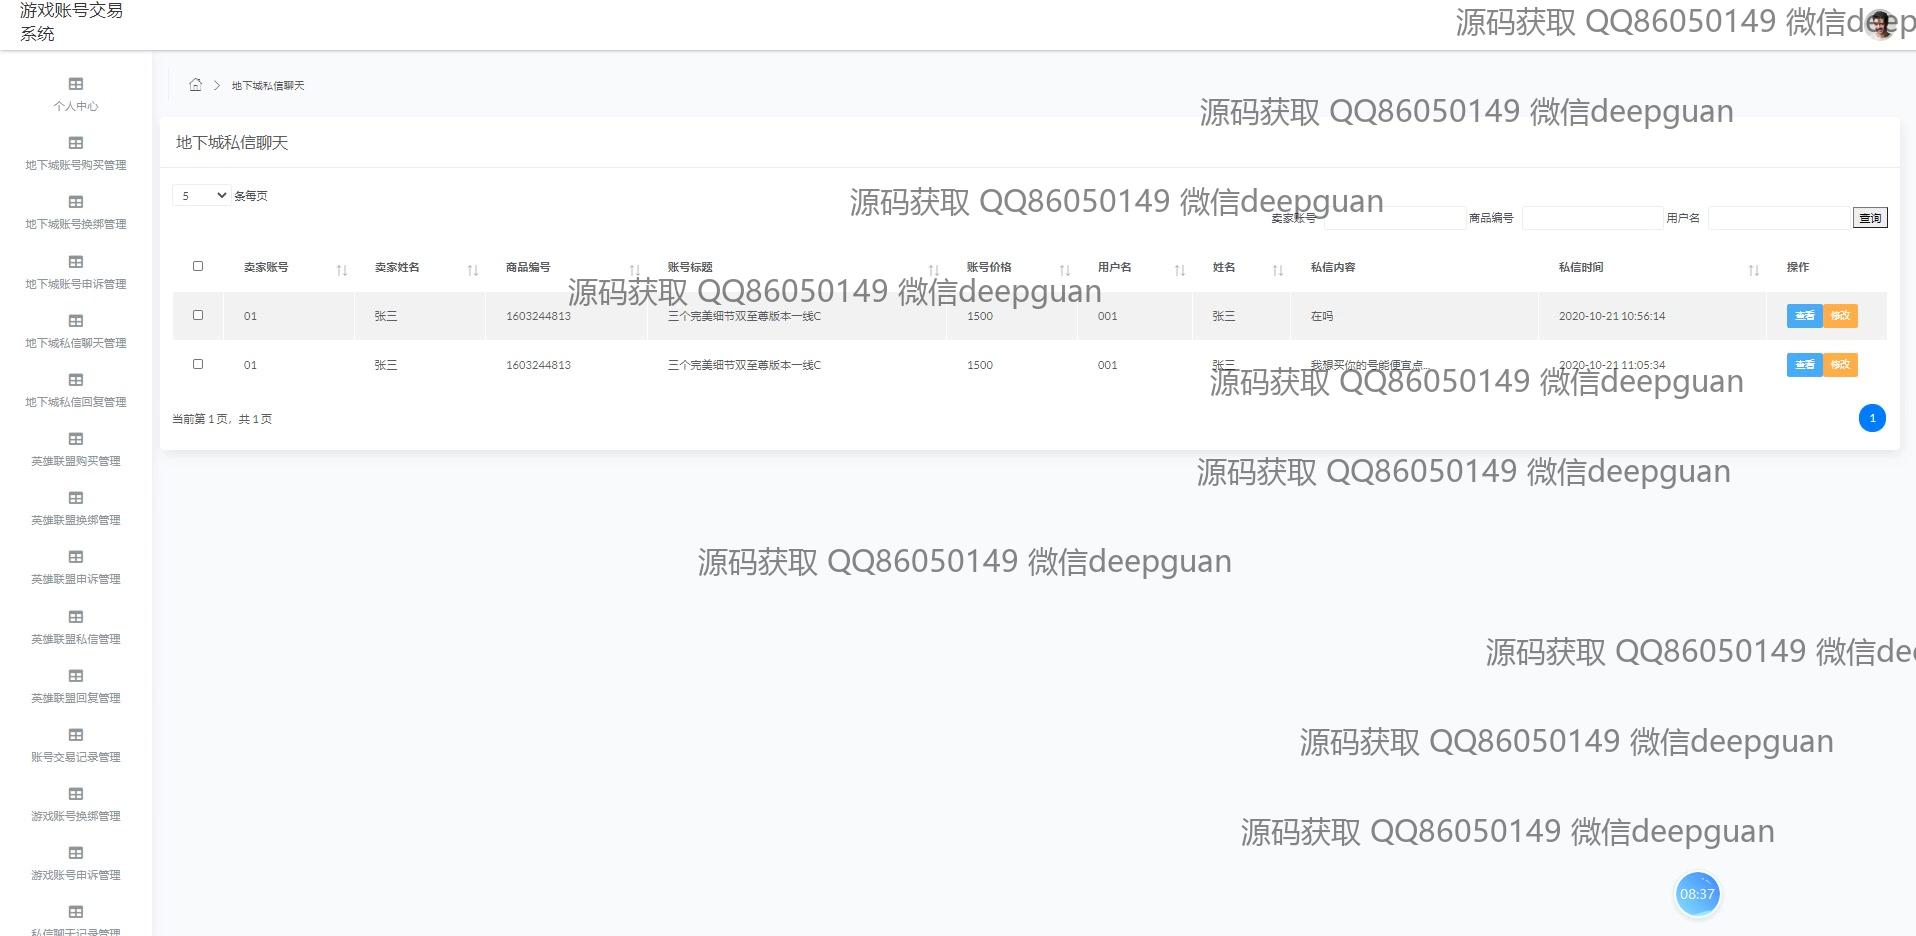 游戏账号交易
系统
源码获取 QQ86050149 微信deep
个人中心
地下城账号购买管理
地下城账号换绑管理
地下城账号申诉管理
地下城私信聊天管理
地下城私信回复管理
英雄联盟购买管理
英雄联盟换绑管理
英雄联盟申诉管理
英雄联盟私信管理
英雄联盟回复管理
账号交易记录管理
游戏账号换绑管理
游戏账号申诉管理
私信聊天记录管理
地下城私信聊天
源码获取 QQ86050149 微信deepguan
地下城私信聊天
5 条每页
源码获取 QQ86050149 微信deepguan
卖家账号 商品编号 用户名 查询
卖家账号 卖家姓名 商品编号 账号标题 账号价格 用户名 姓名 私信内容 私信时间 操作
源码获取 QQ86050149 微信deepguan
01 张三 1603244813 三个完美细节双至尊版本一线C 1500 001 张三 在吗 2020-10-21 10:56:14 查看 修改
01 张三 1603244813 三个完美细节双至尊版本一线C 1500 001 张三 我想买你的号能便宜点... 2020-10-21 11:05:34 查看 修改
源码获取 QQ86050149 微信deepguan
当前第 1 页，共 1 页 1
源码获取 QQ86050149 微信deepguan
源码获取 QQ86050149 微信deepguan
源码获取 QQ86050149 微信dee
源码获取 QQ86050149 微信deepguan
源码获取 QQ86050149 微信deepguan
08:37